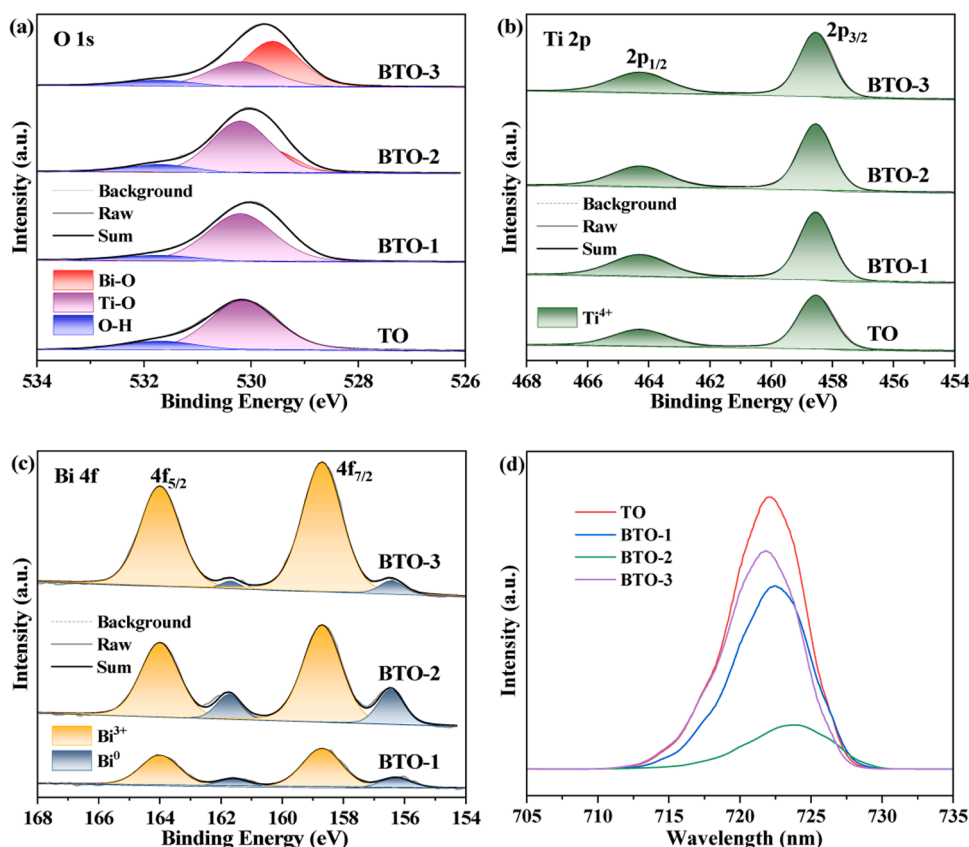 (a) O 1s
BTO-3
BTO-2
Background
Raw
Sum
BTO-1
Bi-O
Ti-O
O-H
TO
534 532 530 528 526
Binding Energy (eV)
Intensity (a.u.)
(b) Ti 2p
2p1/2
2p3/2
BTO-3
BTO-2
Background
Raw
Sum
BTO-1
Ti4+
TO
468 466 464 462 460 458 456 454
Binding Energy (eV)
Intensity (a.u.)
(c) Bi 4f
4f5/2
4f7/2
BTO-3
Background
Raw
Sum
BTO-2
Bi3+
Bi0
BTO-1
168 166 164 162 160 158 156 154
Binding Energy (eV)
Intensity (a.u.)
(d)
TO
BTO-1
BTO-2
BTO-3
705 710 715 720 725 730 735
Wavelength (nm)
Intensity (a.u.)